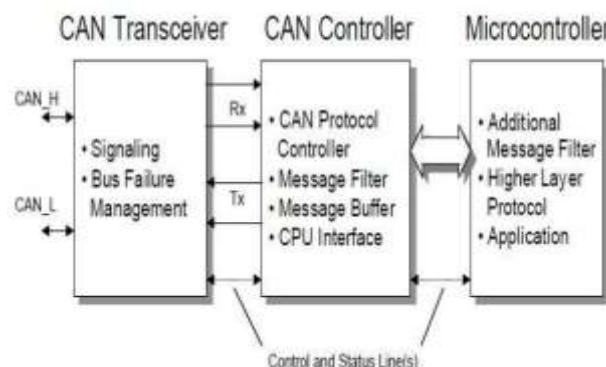 CAN Transceiver
CAN Controller
Microcontroller
CAN_H
CAN_L
• Signaling
• Bus Failure
Management
Rx
Tx
• CAN Protocol
Controller
• Message Filter
• Message Buffer
• CPU Interface
• Additional
Message Filter
• Higher Layer
Protocol
• Application
Control and Status Line(s)